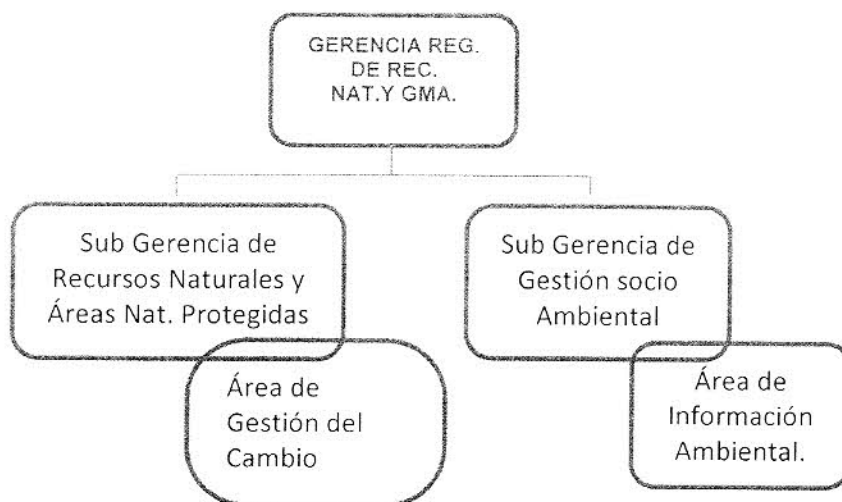 GERENCIA REG.
DE REC.
NAT.Y GMA.
Sub Gerencia de
Recursos Naturales y
Áreas Nat. Protegidas
Sub Gerencia de
Gestión socio
Ambiental
Área de
Gestión del
Cambio
Área de
Información
Ambiental.